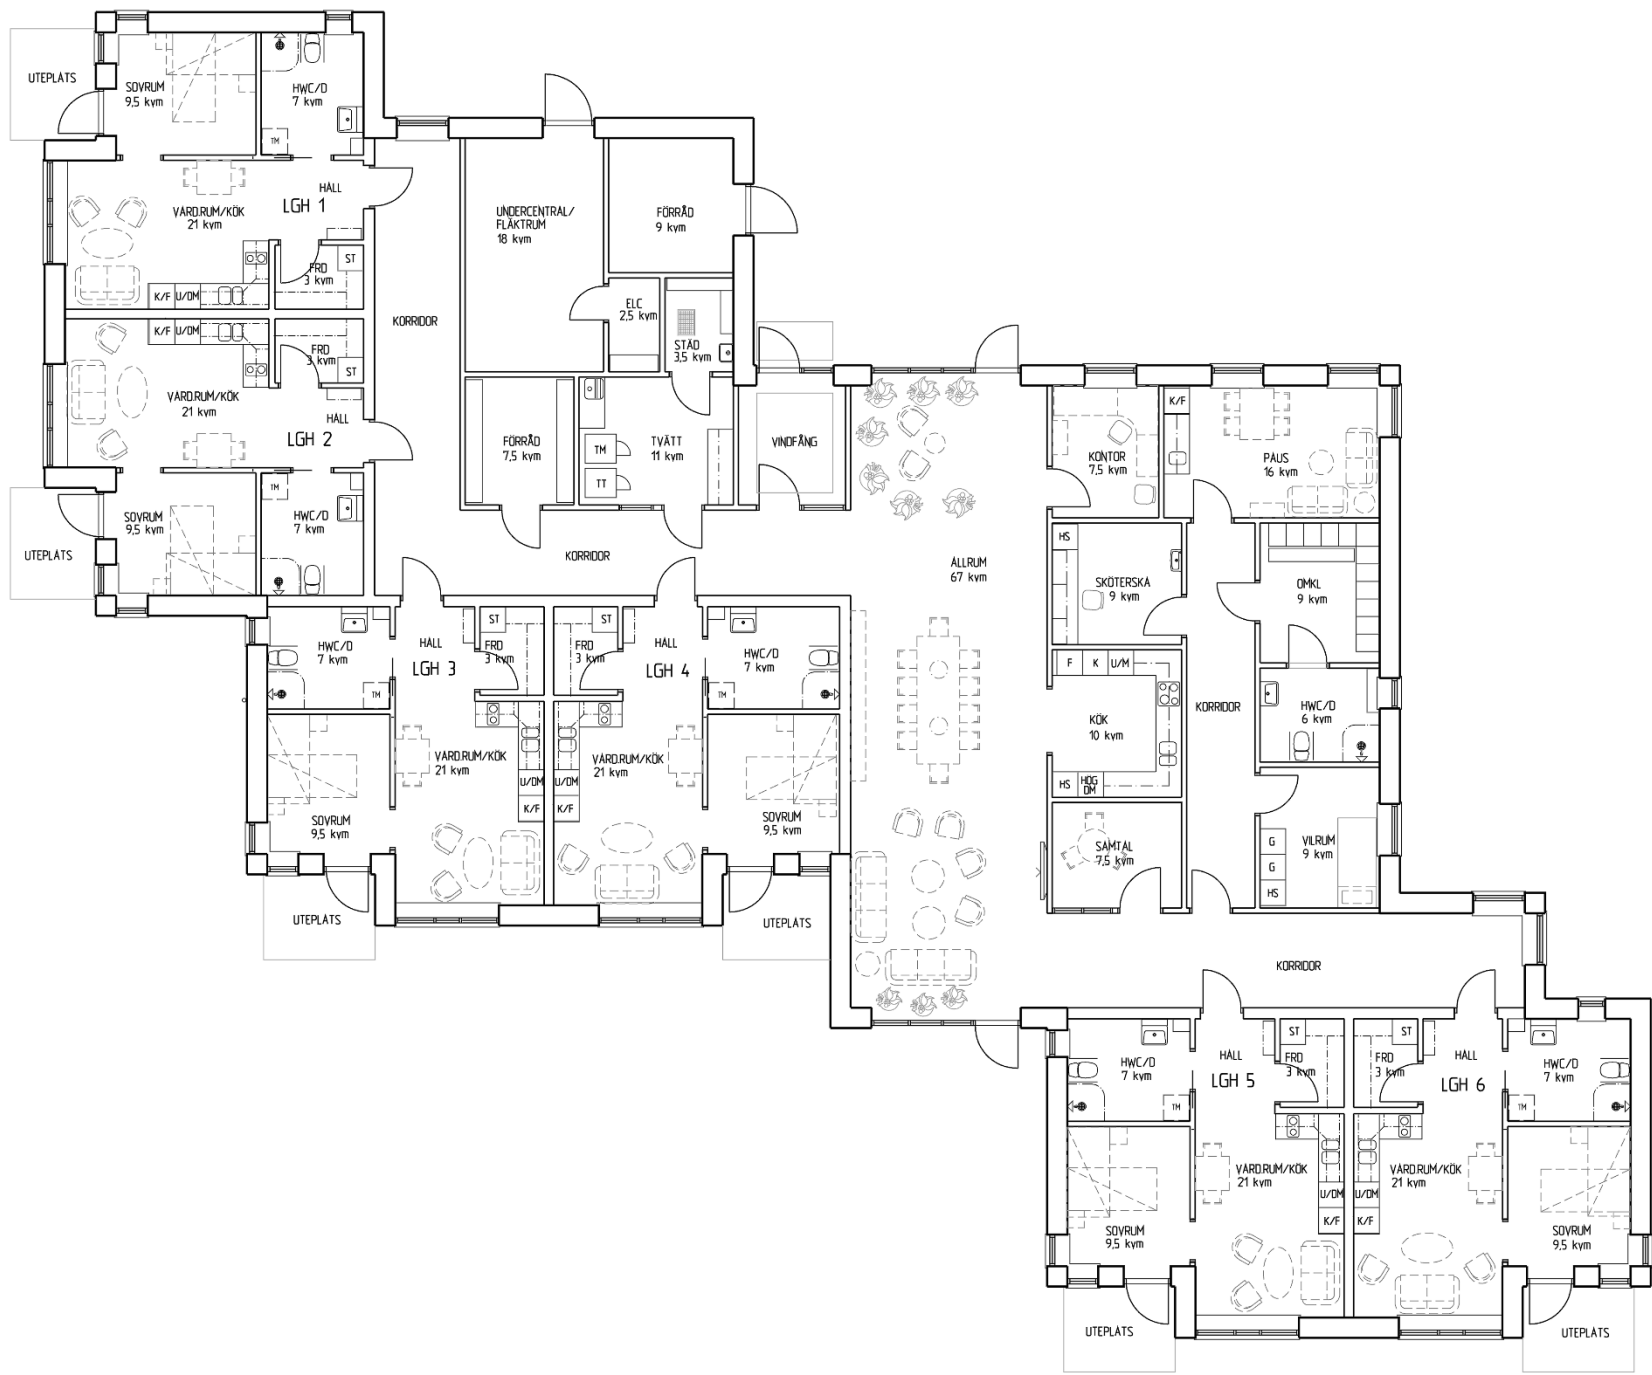 UTEPLATS
SOVRUM
9,5 kvm
HWC/D
7 kvm
TM
HALL
LGH 1
VARD.RUM/KÖK
21 kvm
FRD
3 kvm
ST
K/F
U/DM
K/F
U/DM
FRD
3 kvm
ST
VARD.RUM/KÖK
21 kvm
HALL
LGH 2
TM
HWC/D
7 kvm
SOVRUM
9,5 kvm
UTEPLATS
KORRIDOR
UNDERCENTRAL/
FLÄKTRUM
18 kvm
FÖRRÅD
9 kvm
ELC
2,5 kvm
STÄD
3,5 kvm
FÖRRÅD
7,5 kvm
TVÄTT
11 kvm
TM
TT
VINDFÅNG
KORRIDOR
ALLRUM
67 kvm
KONTOR
7,5 kvm
K/F
PAUS
16 kvm
HS
SKÖTERSKA
9 kvm
OMKL
9 kvm
F
K
U/M
KÖK
10 kvm
HS
HÖG
DM
KORRIDOR
HWC/D
6 kvm
SAMTAL
7,5 kvm
G
G
HS
VILRUM
9 kvm
HWC/D
7 kvm
TM
HALL
LGH 3
ST
FRD
3 kvm
VARD.RUM/KÖK
21 kvm
U/DM
K/F
SOVRUM
9,5 kvm
UTEPLATS
ST
FRD
3 kvm
HALL
LGH 4
HWC/D
7 kvm
TM
VARD.RUM/KÖK
21 kvm
U/DM
K/F
SOVRUM
9,5 kvm
UTEPLATS
KORRIDOR
HWC/D
7 kvm
TM
HALL
LGH 5
ST
FRD
3 kvm
VARD.RUM/KÖK
21 kvm
U/DM
K/F
SOVRUM
9,5 kvm
UTEPLATS
ST
FRD
3 kvm
HALL
LGH 6
HWC/D
7 kvm
TM
VARD.RUM/KÖK
21 kvm
U/DM
K/F
SOVRUM
9,5 kvm
UTEPLATS